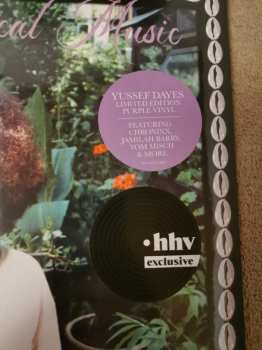 cal Music
YUSSEF DAYES
LIMITED EDITION
PURPLE VINYL
FEATURING
CHRONIXX,
JAMILAH BARRY,
TOM MISCH
& MORE.
·hhv
exclusive